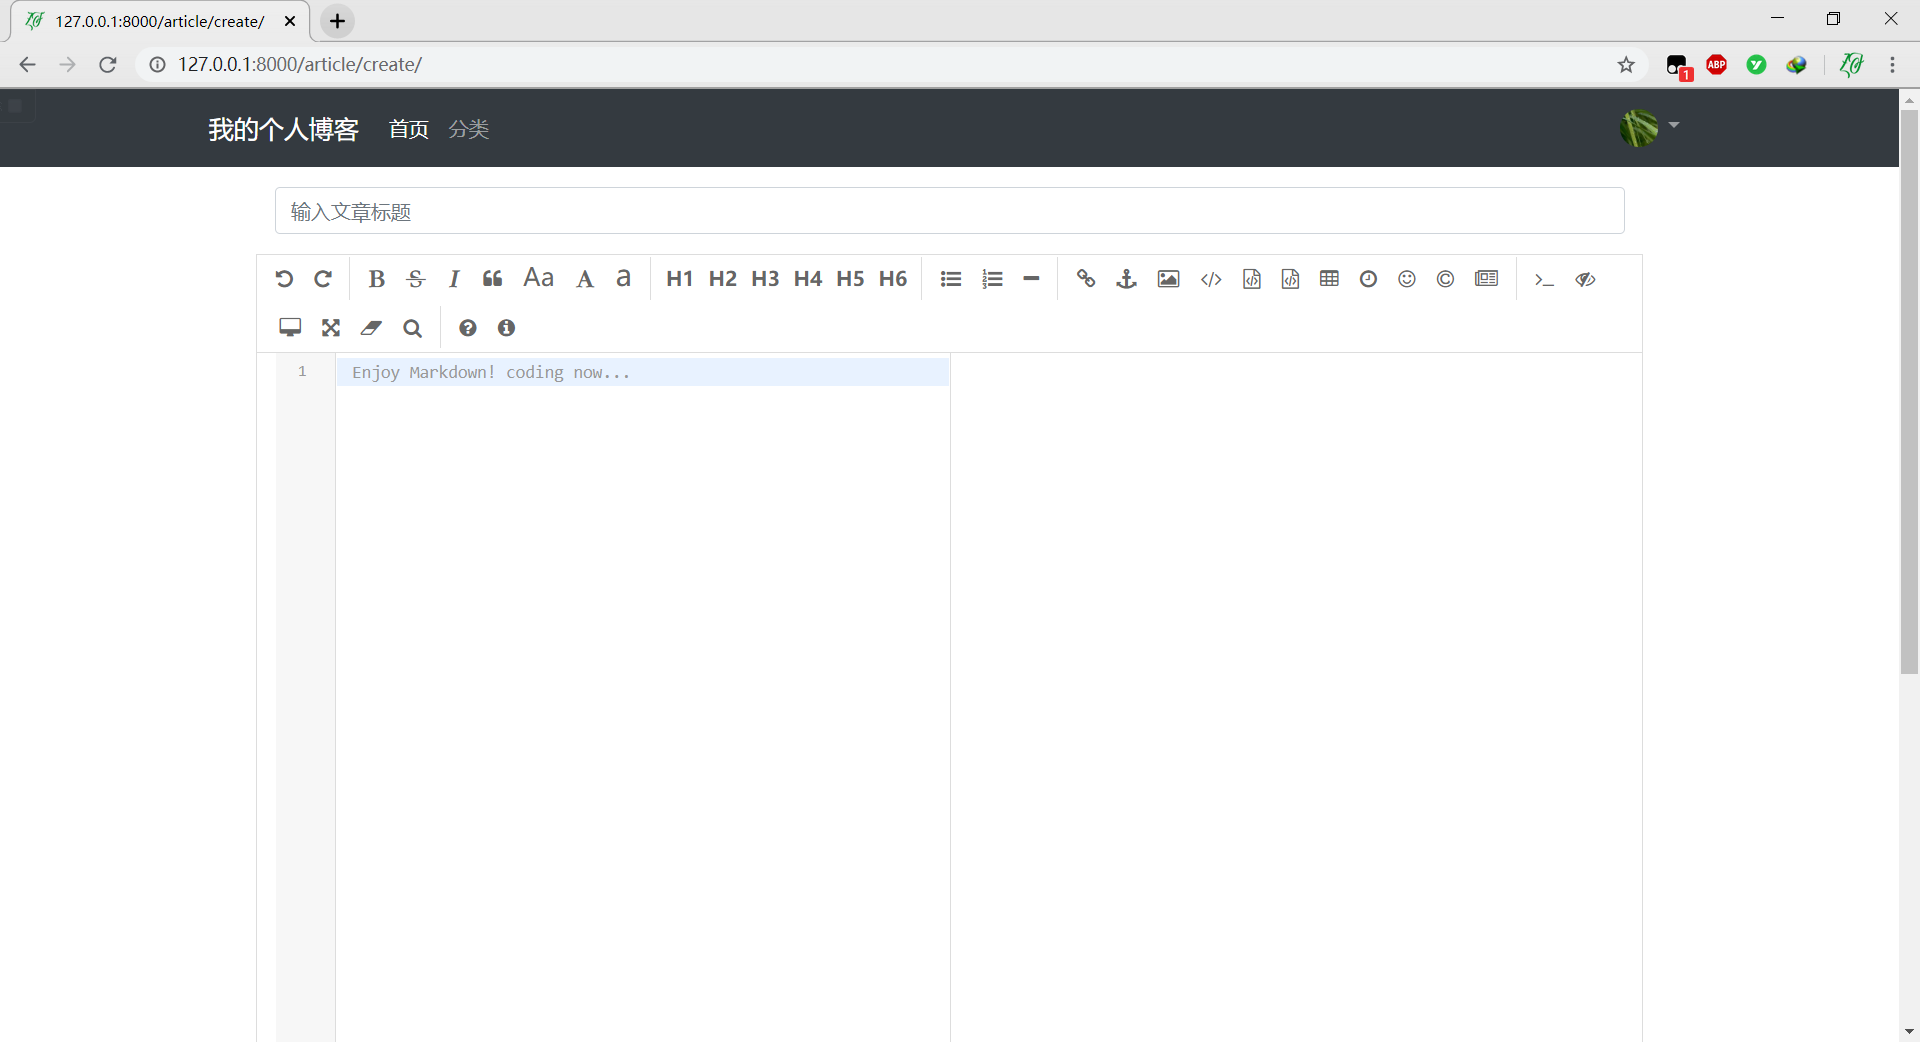 127.0.0.1:8000/article/create/
127.0.0.1:8000/article/create/
1
ABP
我的个人博客 首页 分类
输入文章标题
B S I Aa A a H1 H2 H3 H4 H5 H6
1 Enjoy Markdown! coding now...